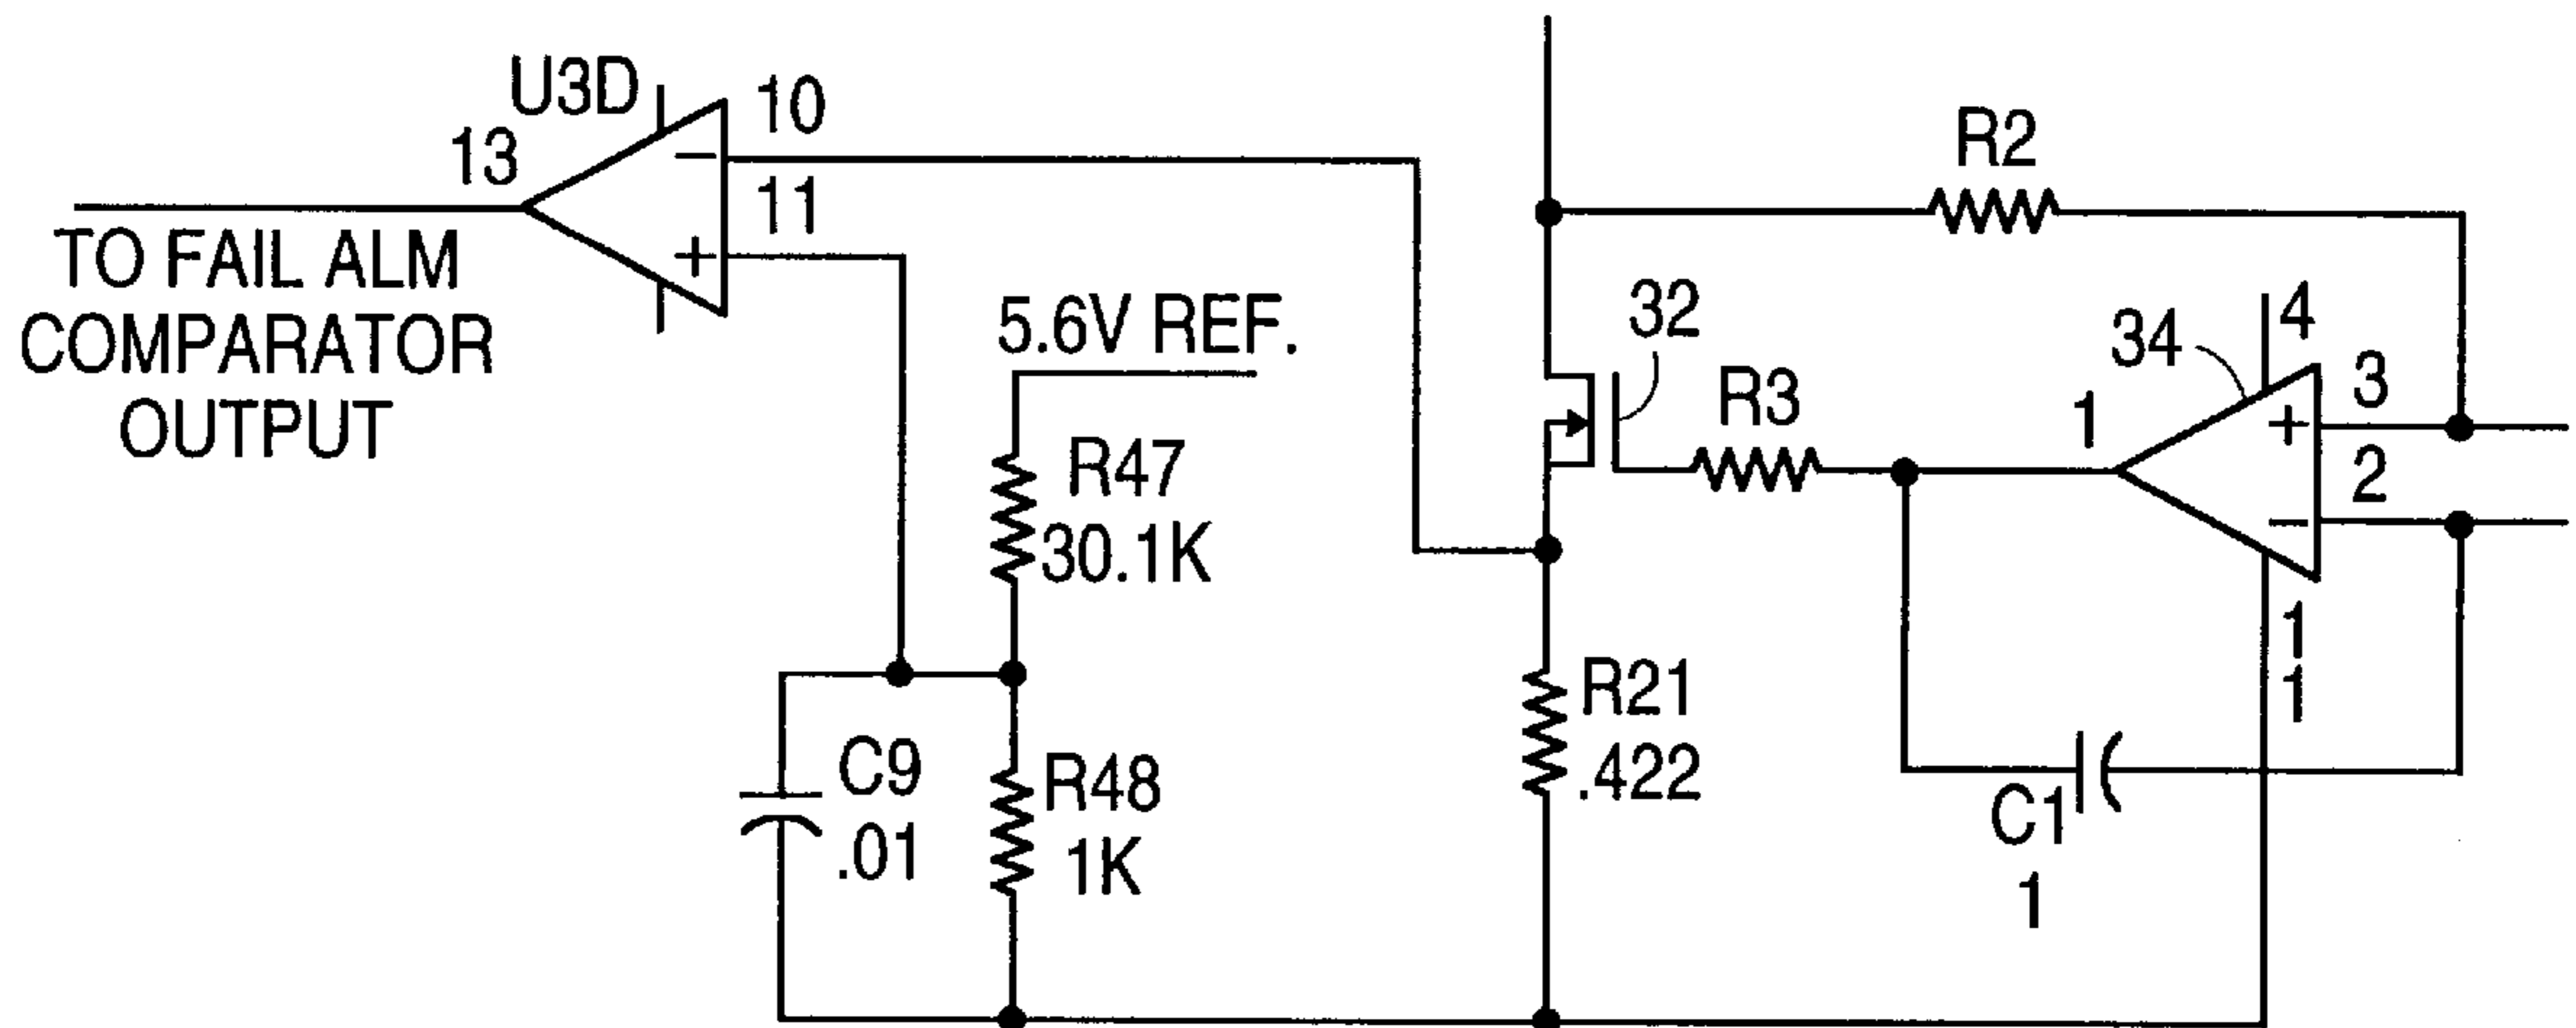 U3D
10
13
11
−
+
TO FAIL ALM
COMPARATOR
OUTPUT
5.6V REF.
R47
30.1K
C9
.01
R48
1K
R2
32
R3
34
4
3
1
+
2
−
1
1
R21
.422
C1
1